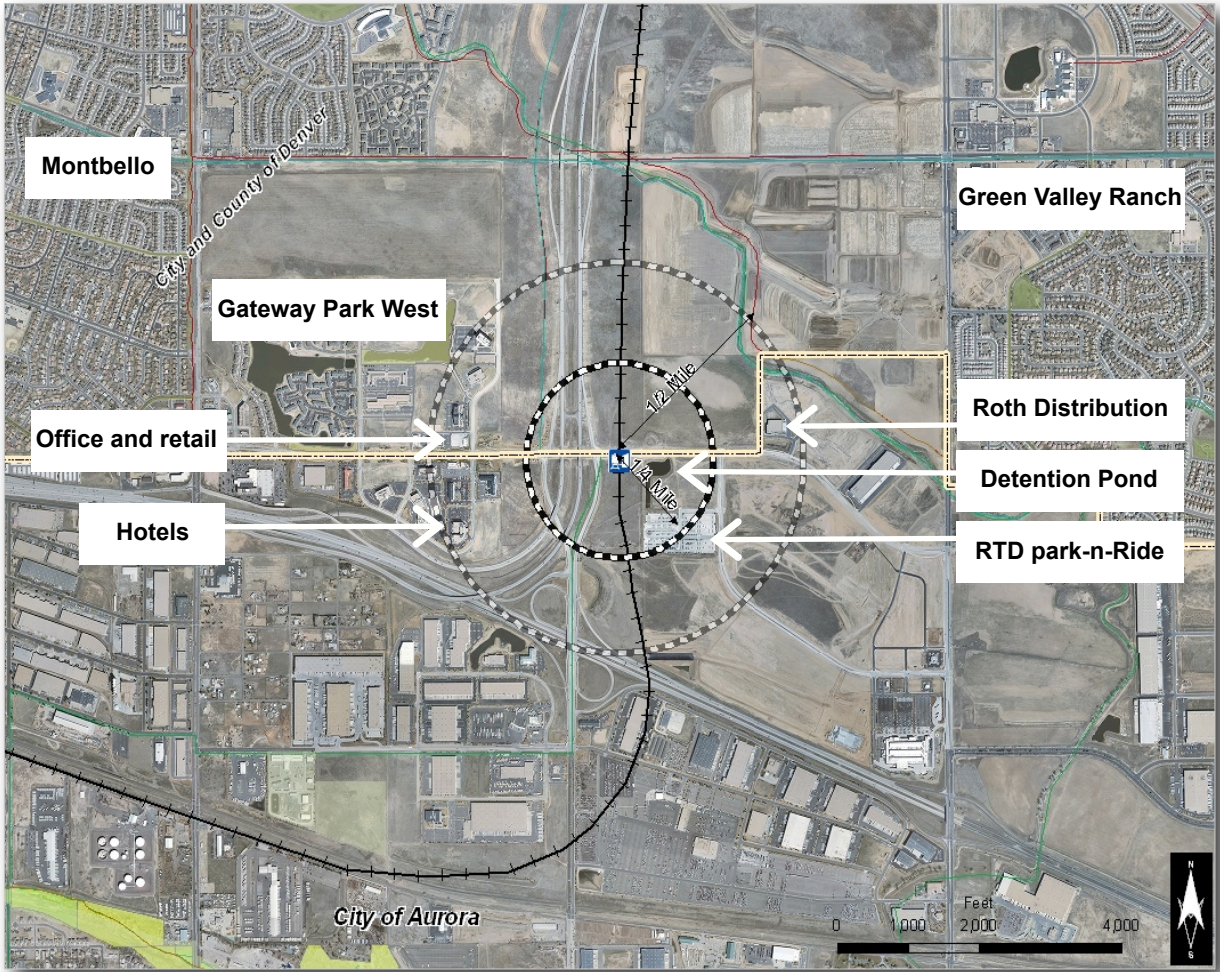 Montbello
City and County of Denver
Green Valley Ranch
Gateway Park West
1/2 Mile
Roth Distribution
Office and retail
1/4 Mile
Detention Pond
Hotels
RTD park-n-Ride
City of Aurora
Feet
0 1,000 2,000 4,000
N
S